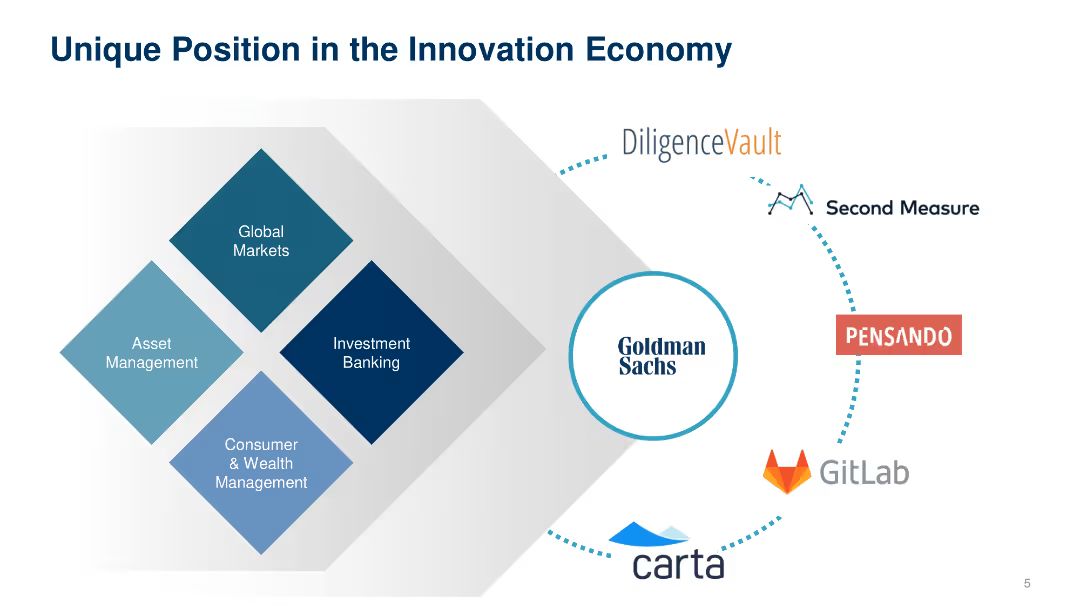 Unique Position in the Innovation Economy
Global
Markets
Asset
Management
Investment
Banking
Consumer
& Wealth
Management
Goldman
Sachs
DiligenceVault
Second Measure
PENSANDO
GitLab
carta
5